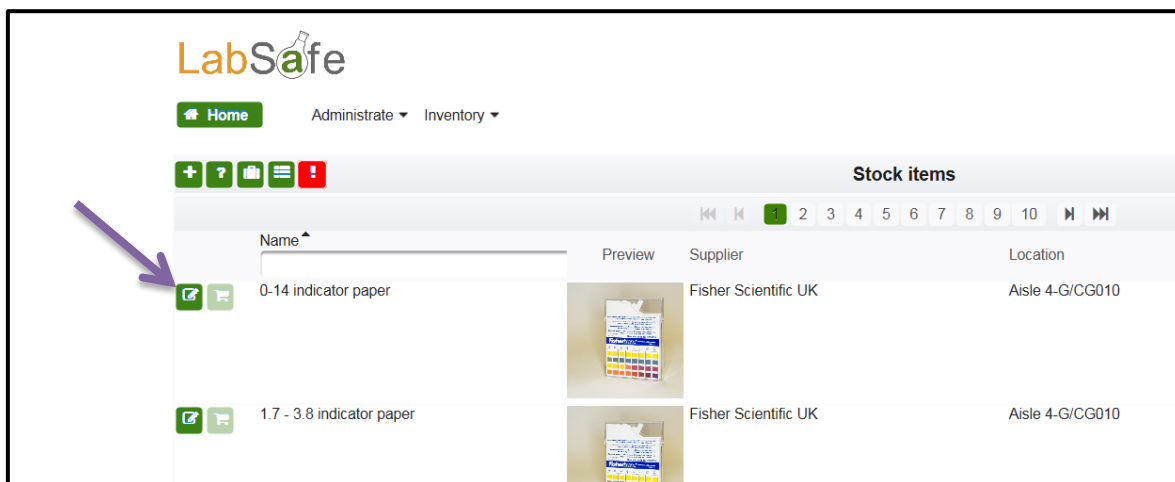 LabSafe
Home Administrate Inventory
+ ? !
Stock items
1 2 3 4 5 6 7 8 9 10
Name Preview Supplier Location
0-14 indicator paper Fisher Scientific UK Aisle 4-G/CG010
1.7 - 3.8 indicator paper Fisher Scientific UK Aisle 4-G/CG010